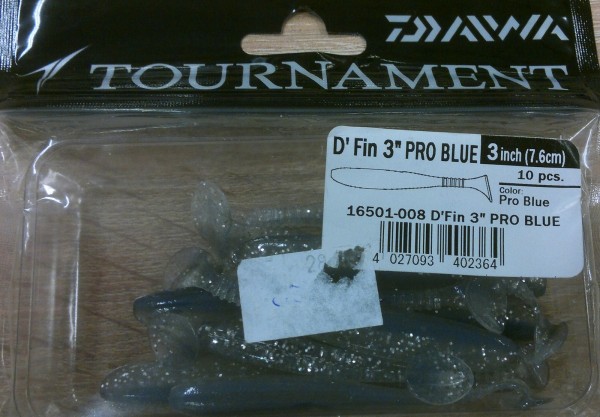 DAIWA
TOURNAMENT
D' Fin 3" PRO BLUE 3 inch (7.6cm)
10 pcs.
Color:
Pro Blue
16501-008 D'Fin 3" PRO BLUE
4 027093 402364